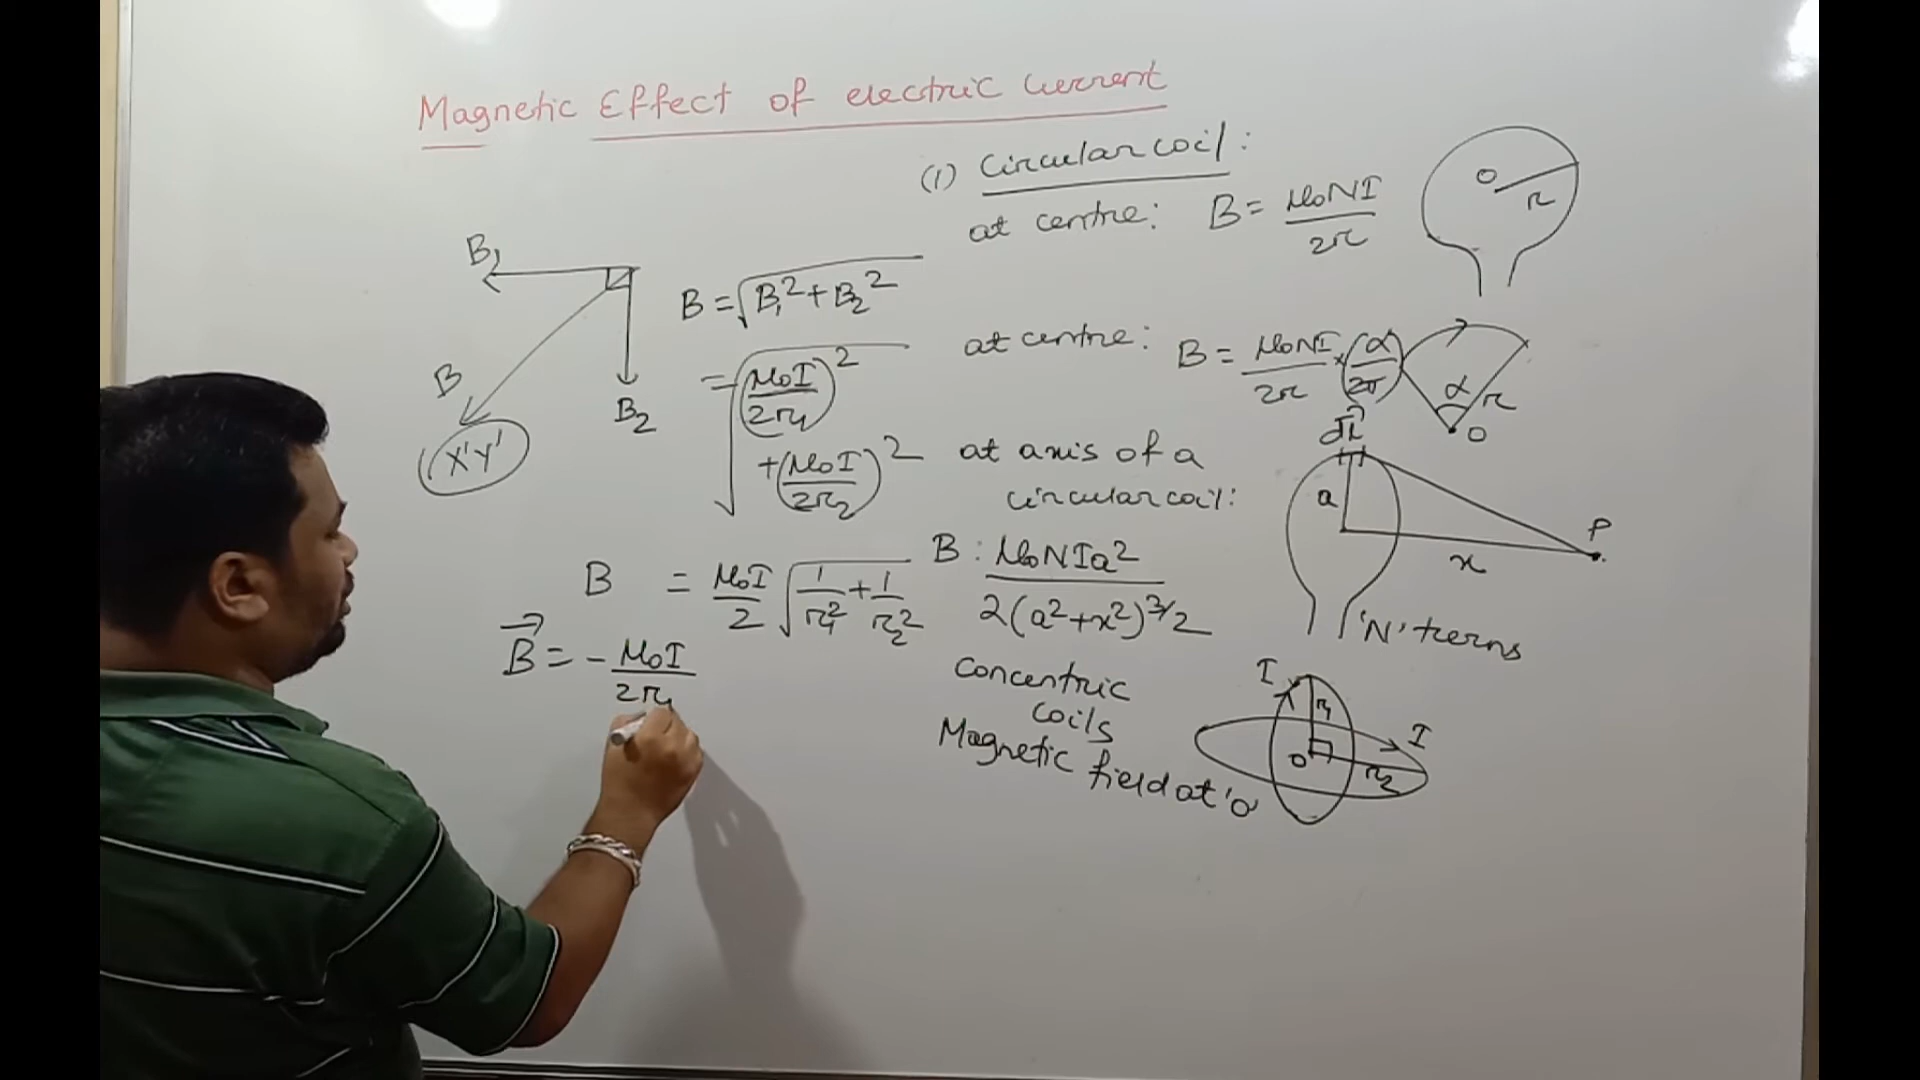 Magnetic Effect of electric Current
(1) Circular coil:
at centre: B = μ₀NI/2r
O
r
at centre: B = μ₀NI/2r × (α/2π)
α
r
O
at axis of a
circular coil:
B : μ₀NIa²/2(a²+x²)^3/2
dl
a
x
P
'N' turns
Concentric
coils
Magnetic field at 'o'
I
r₁
I
O
r₂
B₁
B
B₂
X'Y'
B = √B₁²+B₂²
= √(μ₀I/2r₁)²
+(μ₀I/2r₂)²
B = μ₀I/2 √1/r₁²+1/r₂²
B⃗ = - μ₀I/2r₁